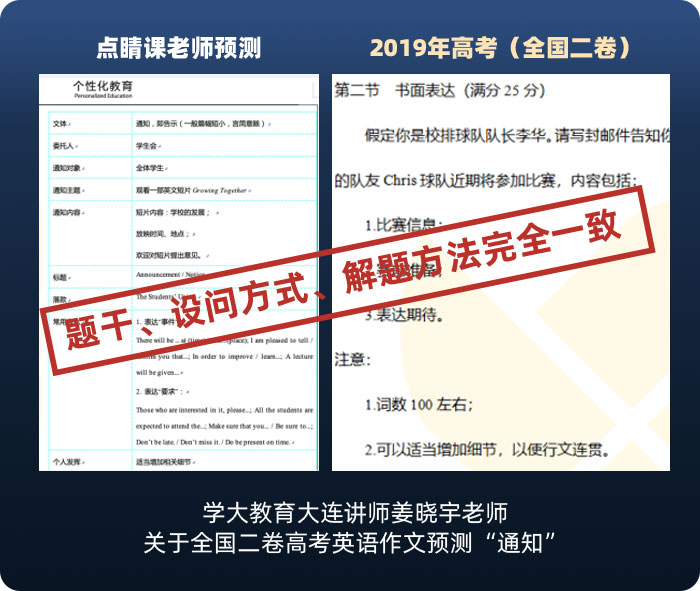 点睛课老师预测
2019年高考（全国二卷）
个性化教育
Personalized Education
文体
通知，即告示（一般篇幅短小，言简意赅）
委托人
学生会
通知对象
全体学生
通知主题
观看一部英文短片 Growing Together
通知内容
短片内容：学校的发展；
放映时间、地点；
欢迎对短片提出意见。
标题
Announcement / Notice
落款
The Students' Un
常用
1. 表达“事件
There will be .. at (time) place); I am pleased to tell /
you that...; In order to improve / learn...; A lecture
will be given...
2. 表达“要求”：
Those who are interested in it, please...; All the students are
expected to attend the...; Make sure that you... / Be sure to...;
Don't be late. / Don't miss it. / Do be present on time.
个人发挥
适当增加相关细节
第二节 书面表达（满分 25 分）
假定你是校排球队队长李华。请写封邮件告知你
的队友 Chris 球队近期将参加比赛，内容包括：
1.比赛信息；
准备；
3.表达期待。
注意：
1.词数 100 左右；
2.可以适当增加细节，以使行文连贯。
题干、设问方式、解题方法完全一致
学大教育大连讲师姜晓宇老师
关于全国二卷高考英语作文预测“通知”